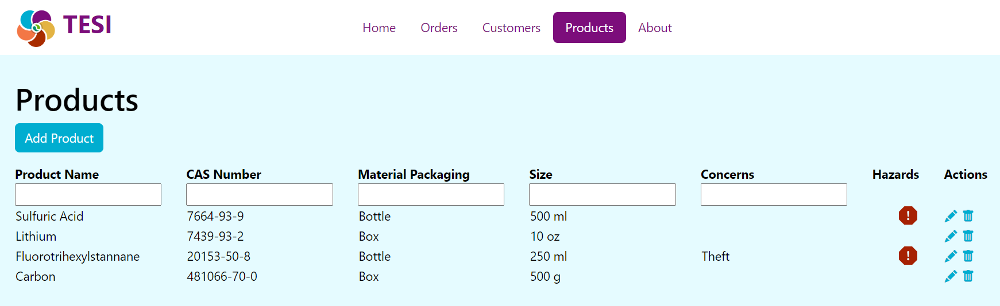 TESI
Home Orders Customers Products About
Products
Add Product
Product Name CAS Number Material Packaging Size Concerns Hazards Actions
Sulfuric Acid 7664-93-9 Bottle 500 ml
Lithium 7439-93-2 Box 10 oz
Fluorotrihexylstannane 20153-50-8 Bottle 250 ml Theft
Carbon 481066-70-0 Box 500 g